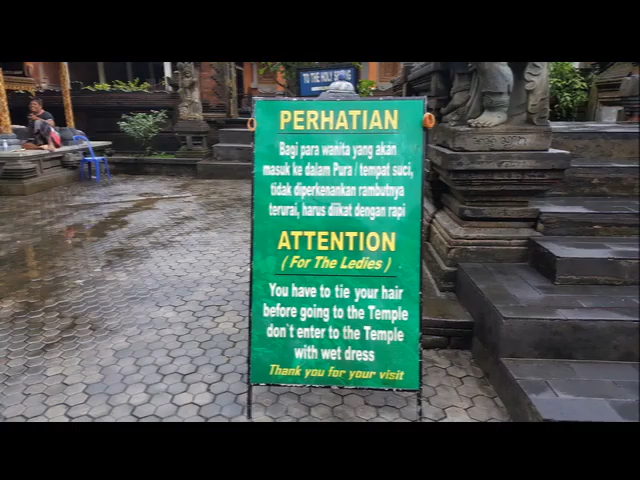 TO THE HOLY SPRING
PERHATIAN
Bagi para wanita yang akan
masuk ke dalam Pura / tempat suci,
tidak diperkenankan rambutnya
terurai, harus diikat dengan rapi
ATTENTION
( For The Ledies )
You have to tie your hair
before going to the Temple
don't enter to the Temple
with wet dress
Thank you for your visit